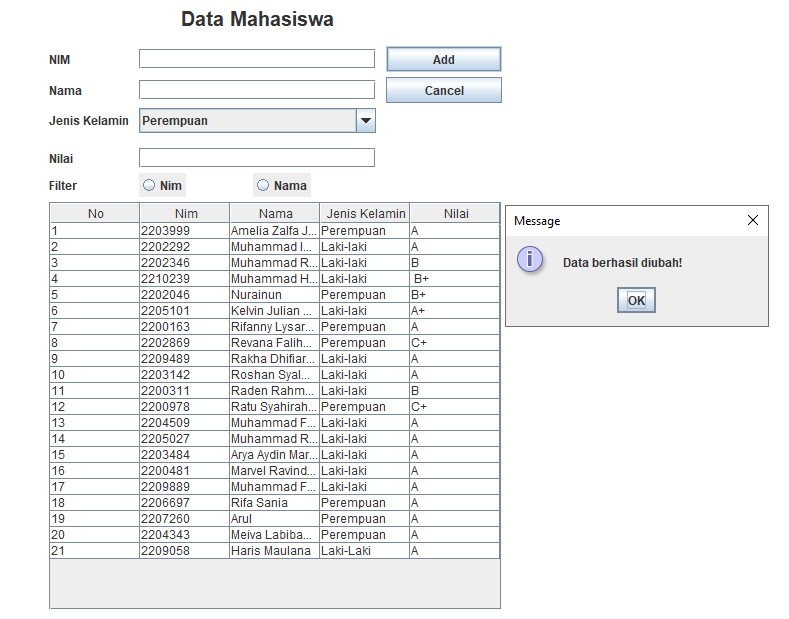 Data Mahasiswa
NIM
Add
Nama
Cancel
Jenis Kelamin Perempuan
Nilai
Filter Nim Nama
No Nim Nama Jenis Kelamin Nilai
1 2203999 Amelia Zalfa J... Perempuan A
2 2202292 Muhammad I... Laki-laki A
3 2202346 Muhammad R... Laki-laki B
4 2210239 Muhammad H... Laki-laki B+
5 2202046 Nurainun Perempuan B+
6 2205101 Kelvin Julian ... Laki-laki A+
7 2200163 Rifanny Lysar... Perempuan A
8 2202869 Revana Falih... Perempuan C+
9 2209489 Rakha Dhifiar... Laki-laki A
10 2203142 Roshan Syal... Laki-laki A
11 2200311 Raden Rahm... Laki-laki B
12 2200978 Ratu Syahirah... Perempuan C+
13 2204509 Muhammad F... Laki-laki A
14 2205027 Muhammad R... Laki-laki A
15 2203484 Arya Aydin Mar... Laki-laki A
16 2200481 Marvel Ravind... Laki-laki A
17 2209889 Muhammad F... Laki-laki A
18 2206697 Rifa Sania Perempuan A
19 2207260 Arul Perempuan A
20 2204343 Meiva Labiba... Perempuan A
21 2209058 Haris Maulana Laki-Laki A
Message
Data berhasil diubah!
OK